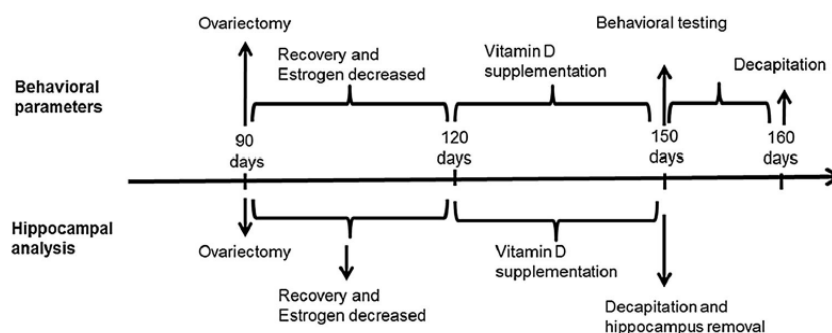 Ovariectomy
Behavioral testing
Recovery and
Estrogen decreased
Vitamin D
supplementation
Decapitation
Behavioral
parameters
90
days
120
days
150
days
160
days
Hippocampal
analysis
Ovariectomy
Recovery and
Estrogen decreased
Vitamin D
supplementation
Decapitation and
hippocampus removal